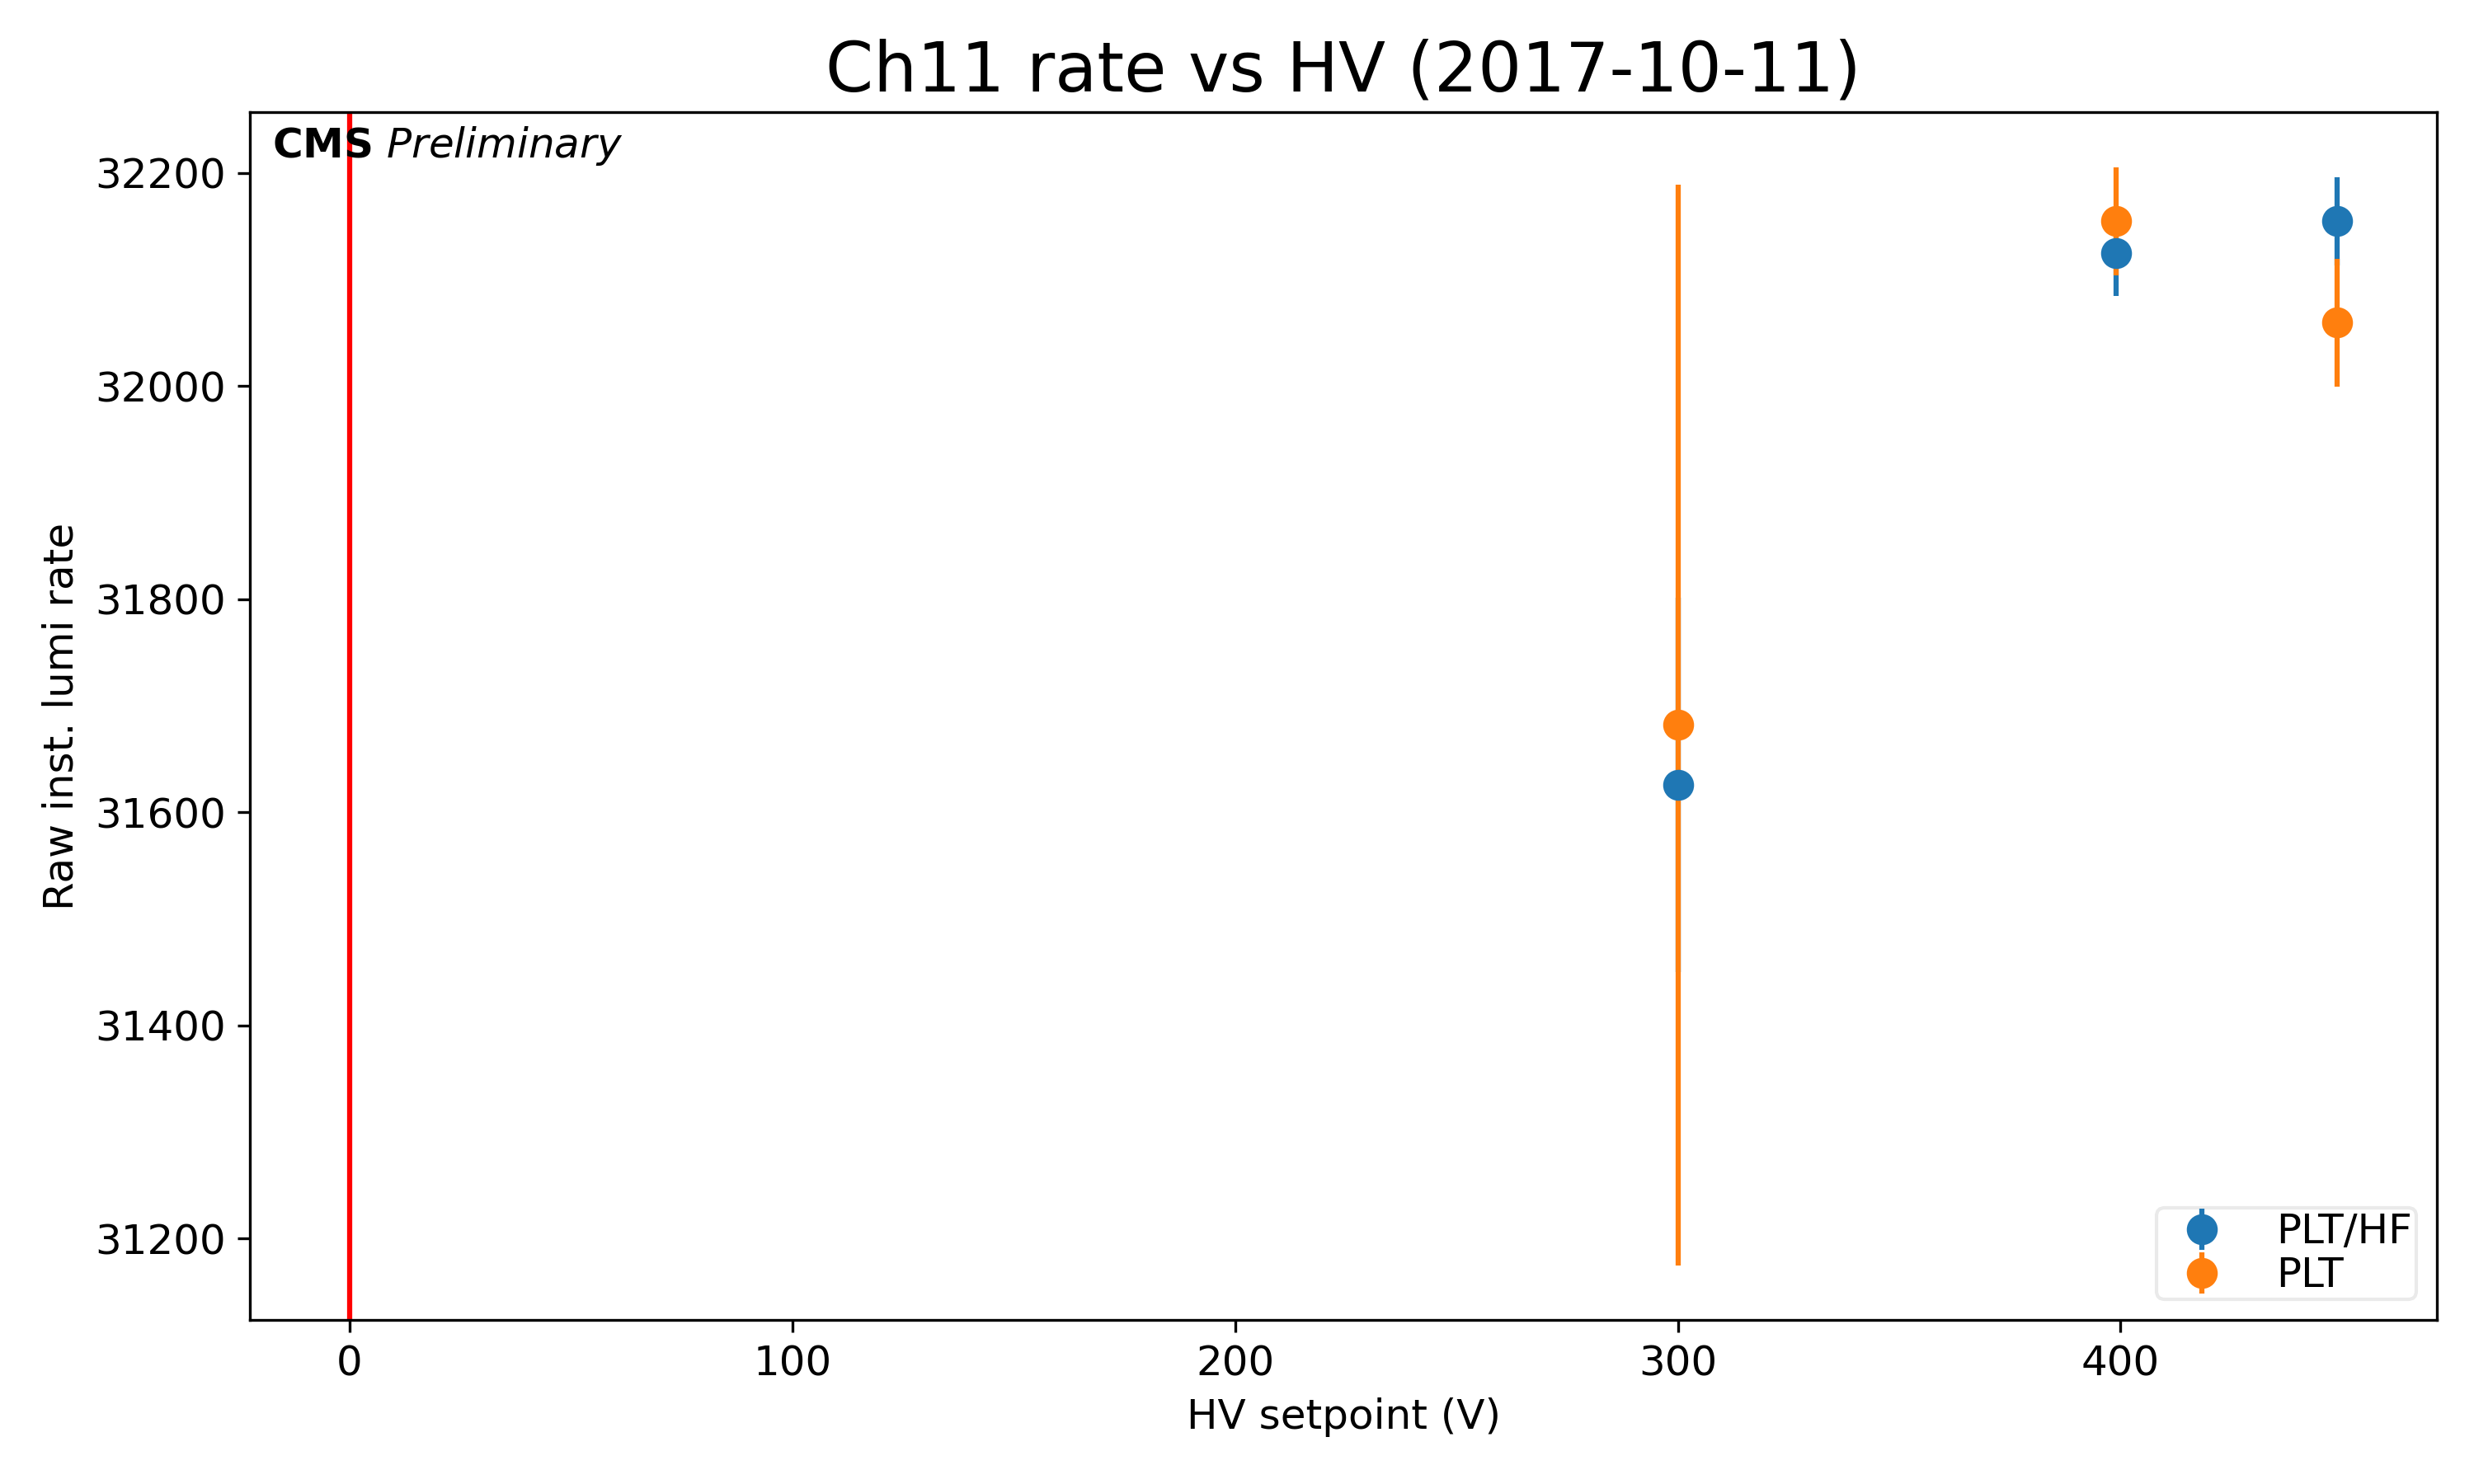 Ch11 rate vs HV (2017-10-11)
CMS Preliminary
32200
32000
31800
31600
31400
31200
Raw inst. lumi rate
PLT/HF
PLT
0 100 200 300 400
HV setpoint (V)